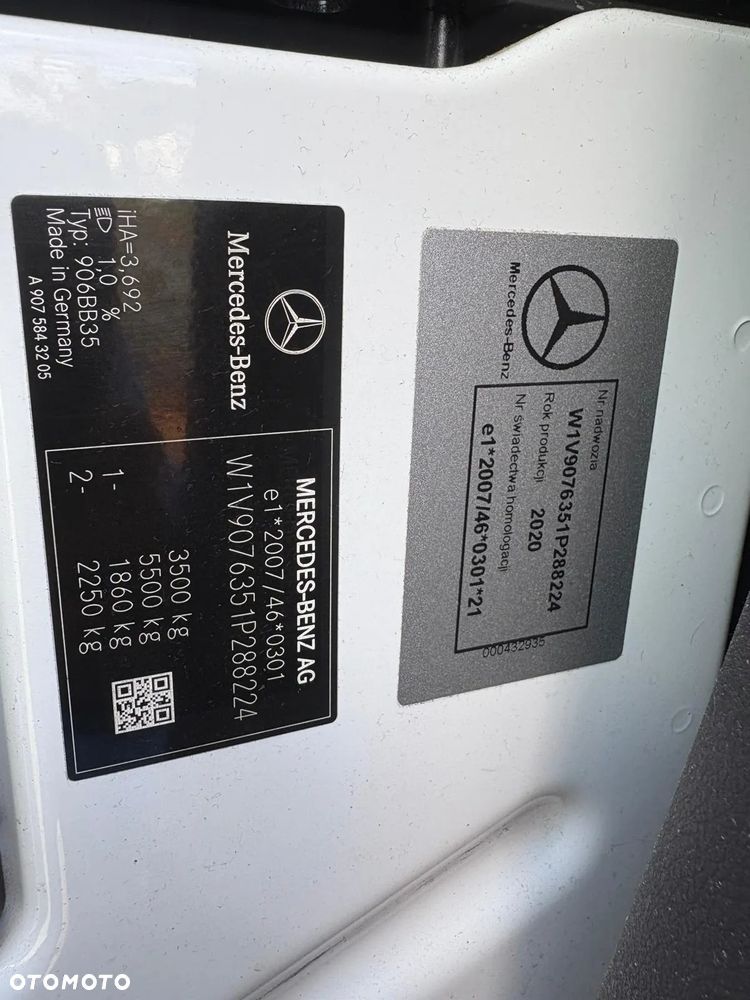 Mercedes-Benz
MERCEDES-BENZ AG
e1*2007/46*0301
W1V9076351P288224
3500 kg
5500 kg
1- 1860 kg
2- 2250 kg
iHA=3,692
1,0 %
Typ: 906BB35
Made in Germany
A 907 584 32 05
Mercedes-Benz
Nr nadwozia
W1V9076351P288224
Rok produkcji 2020
Nr świadectwa homologacji
e1*2007/46*0301*21
000432935
OTOMOTO